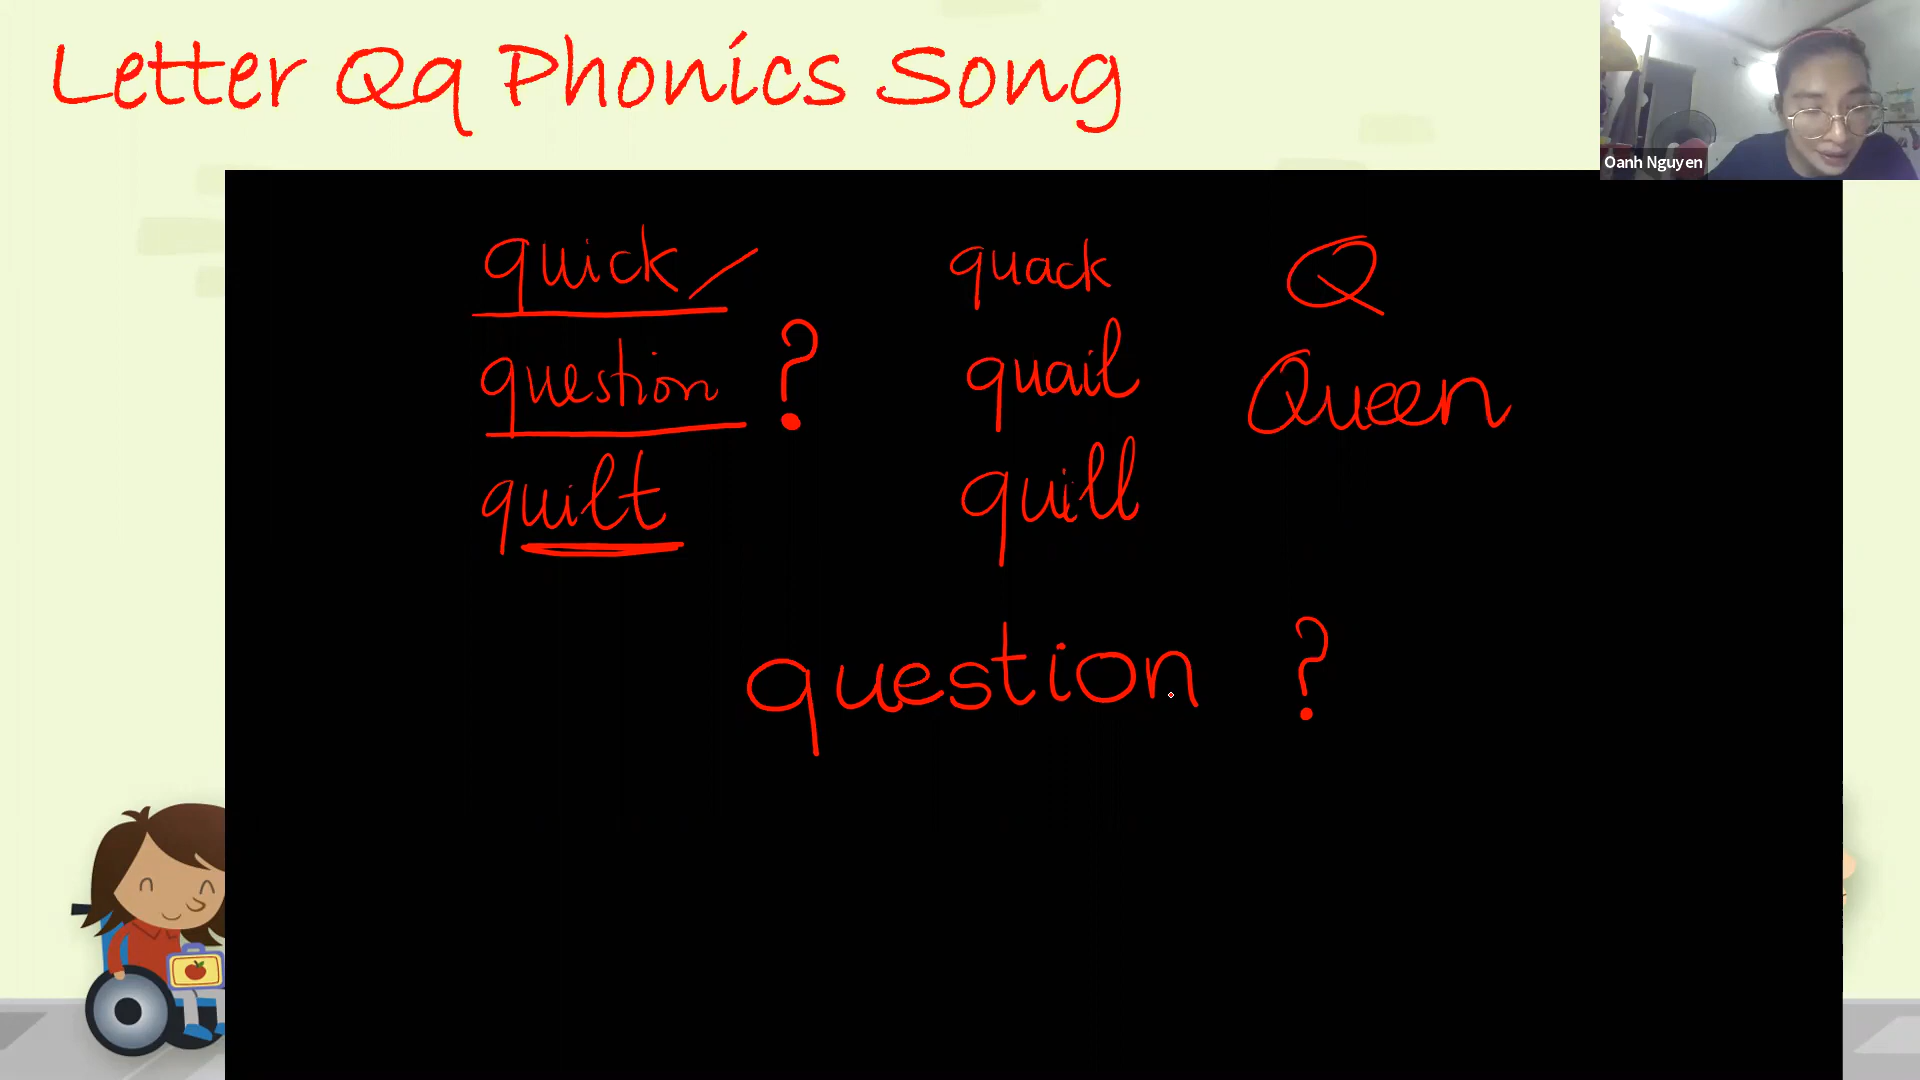 Letter Qq Phonics Song
Oanh Nguyen
quick quack Q
question ? quail Queen
quilt quill
question ?